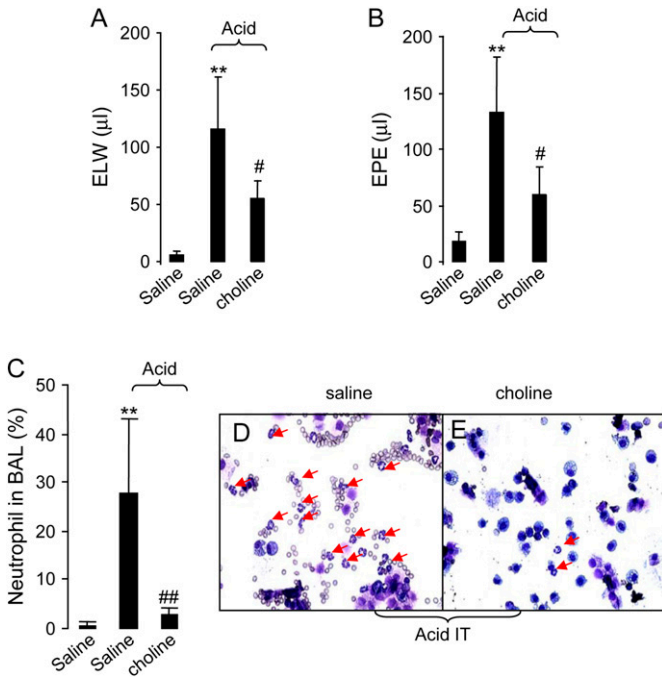 A
Acid
200
**
150
ELW (µl)
100
#
50
0
Saline
Saline
choline
B
Acid
200
**
150
EPE (µl)
100
#
50
0
Saline
Saline
choline
C
Acid
50
**
40
Neutrophil in BAL (%)
30
20
10
##
0
Saline
Saline
choline
saline
choline
D
E
Acid IT